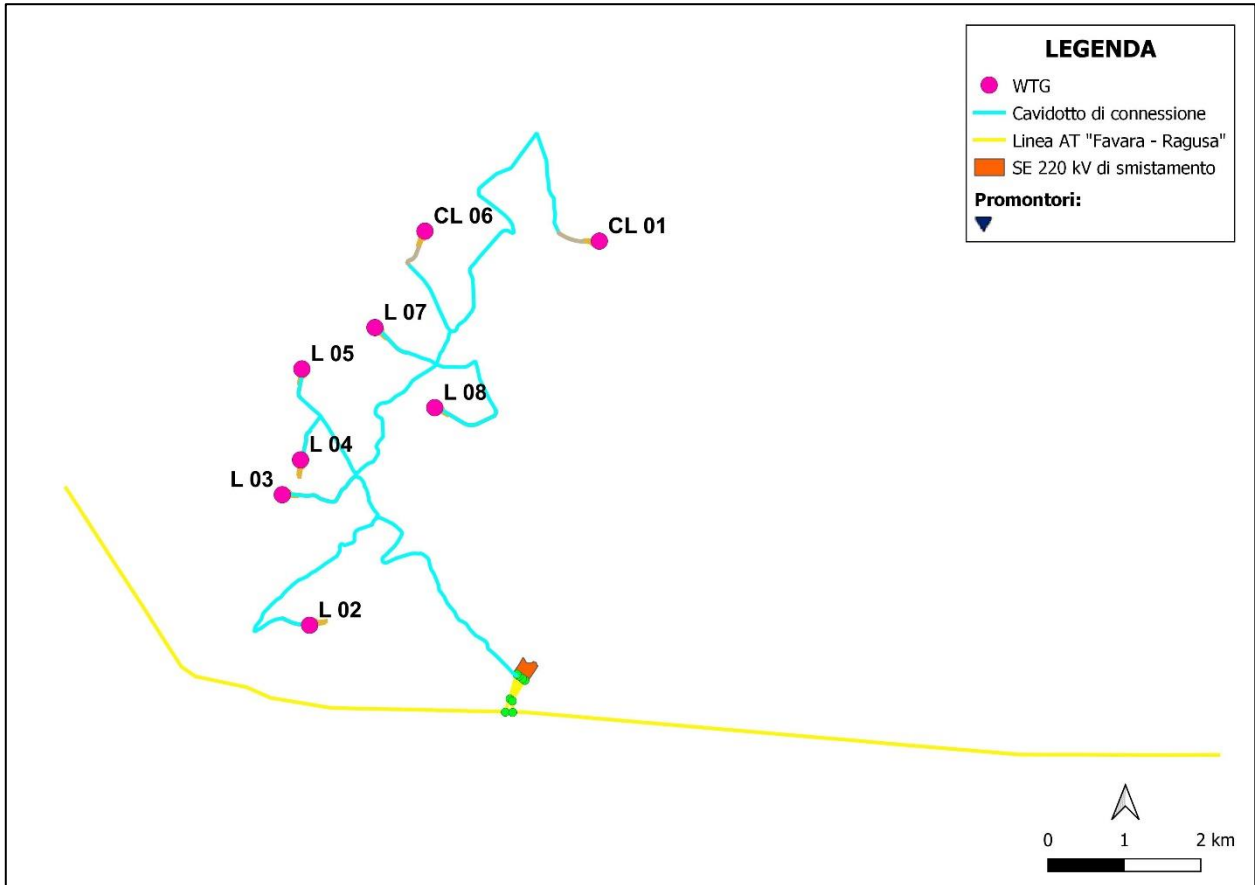 LEGENDA
WTG
Cavidotto di connessione
Linea AT "Favara - Ragusa"
SE 220 kV di smistamento
Promontori:
CL 06
CL 01
L 07
L 05
L 08
L 04
L 03
L 02
0 1 2 km